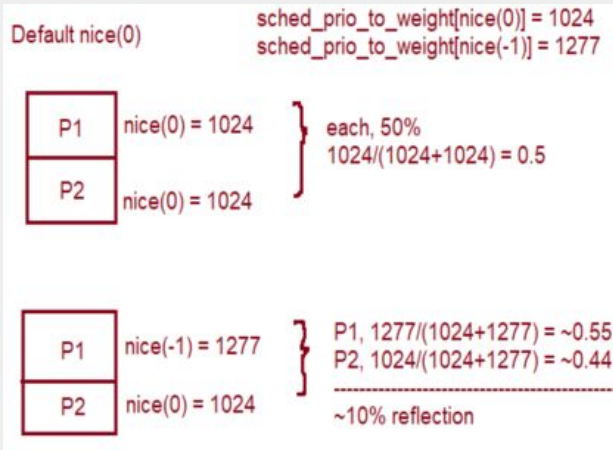 Default nice(0)
sched_prio_to_weight[nice(0)] = 1024
sched_prio_to_weight[nice(-1)] = 1277
P1
nice(0) = 1024
P2
nice(0) = 1024
each, 50%
1024/(1024+1024) = 0.5
P1
nice(-1) = 1277
P2
nice(0) = 1024
P1, 1277/(1024+1277) = ~0.55
P2, 1024/(1024+1277) = ~0.44
-----------------------------------------
~10% reflection